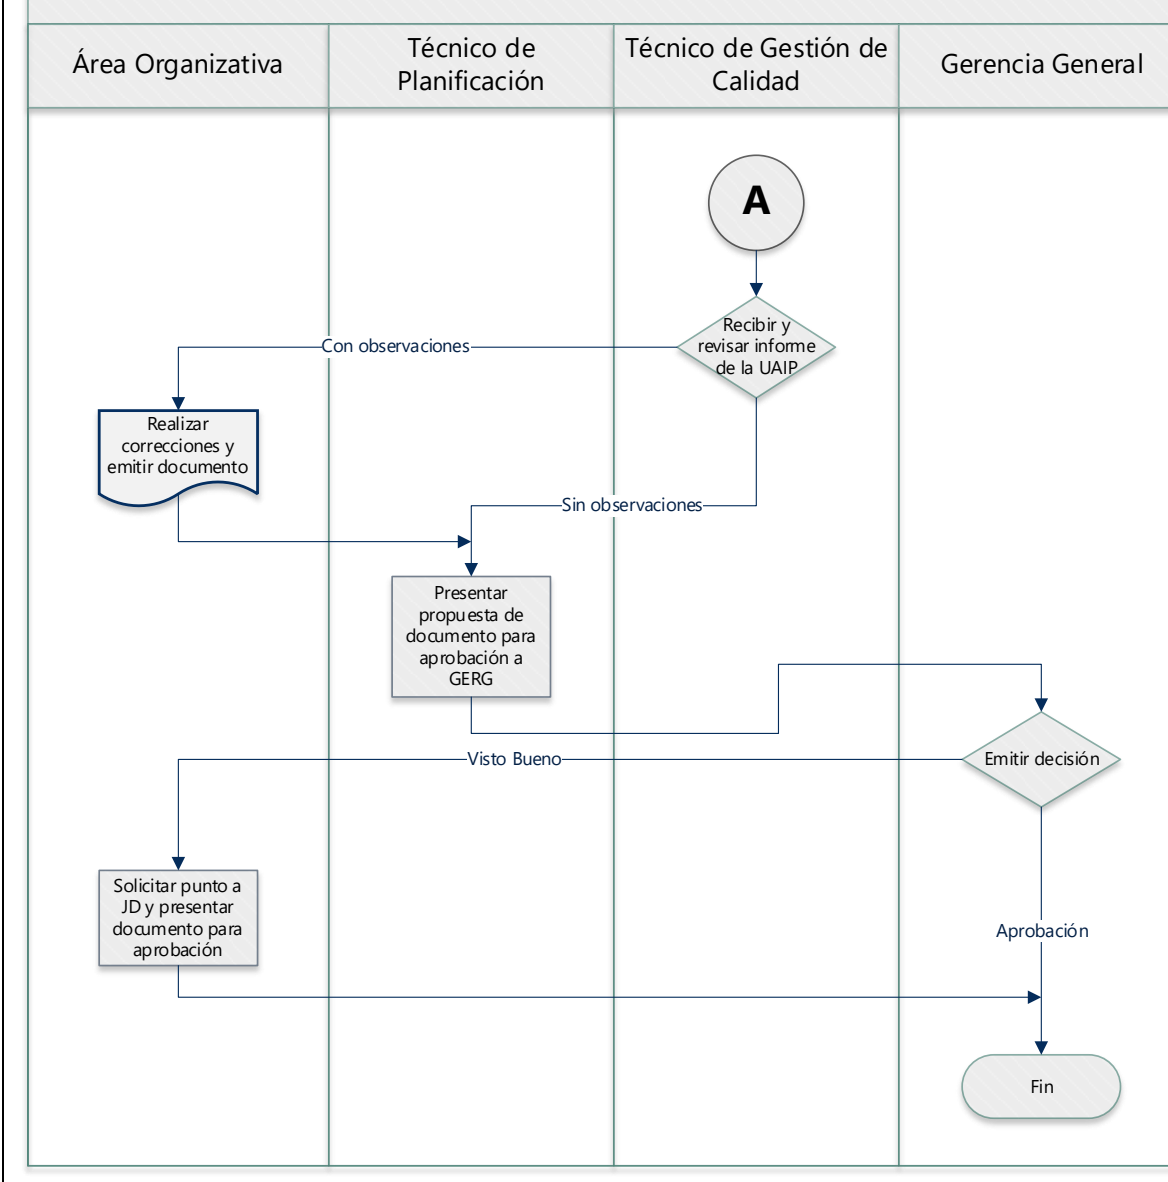 Área Organizativa
Técnico de
Planificación
Técnico de Gestión de
Calidad
Gerencia General
A
Recibir y
revisar informe
de la UAIP
Con observaciones
Realizar
correcciones y
emitir documento
Sin observaciones
Presentar
propuesta de
documento para
aprobación a
GERG
Emitir decisión
Visto Bueno
Solicitar punto a
JD y presentar
documento para
aprobación
Aprobación
Fin